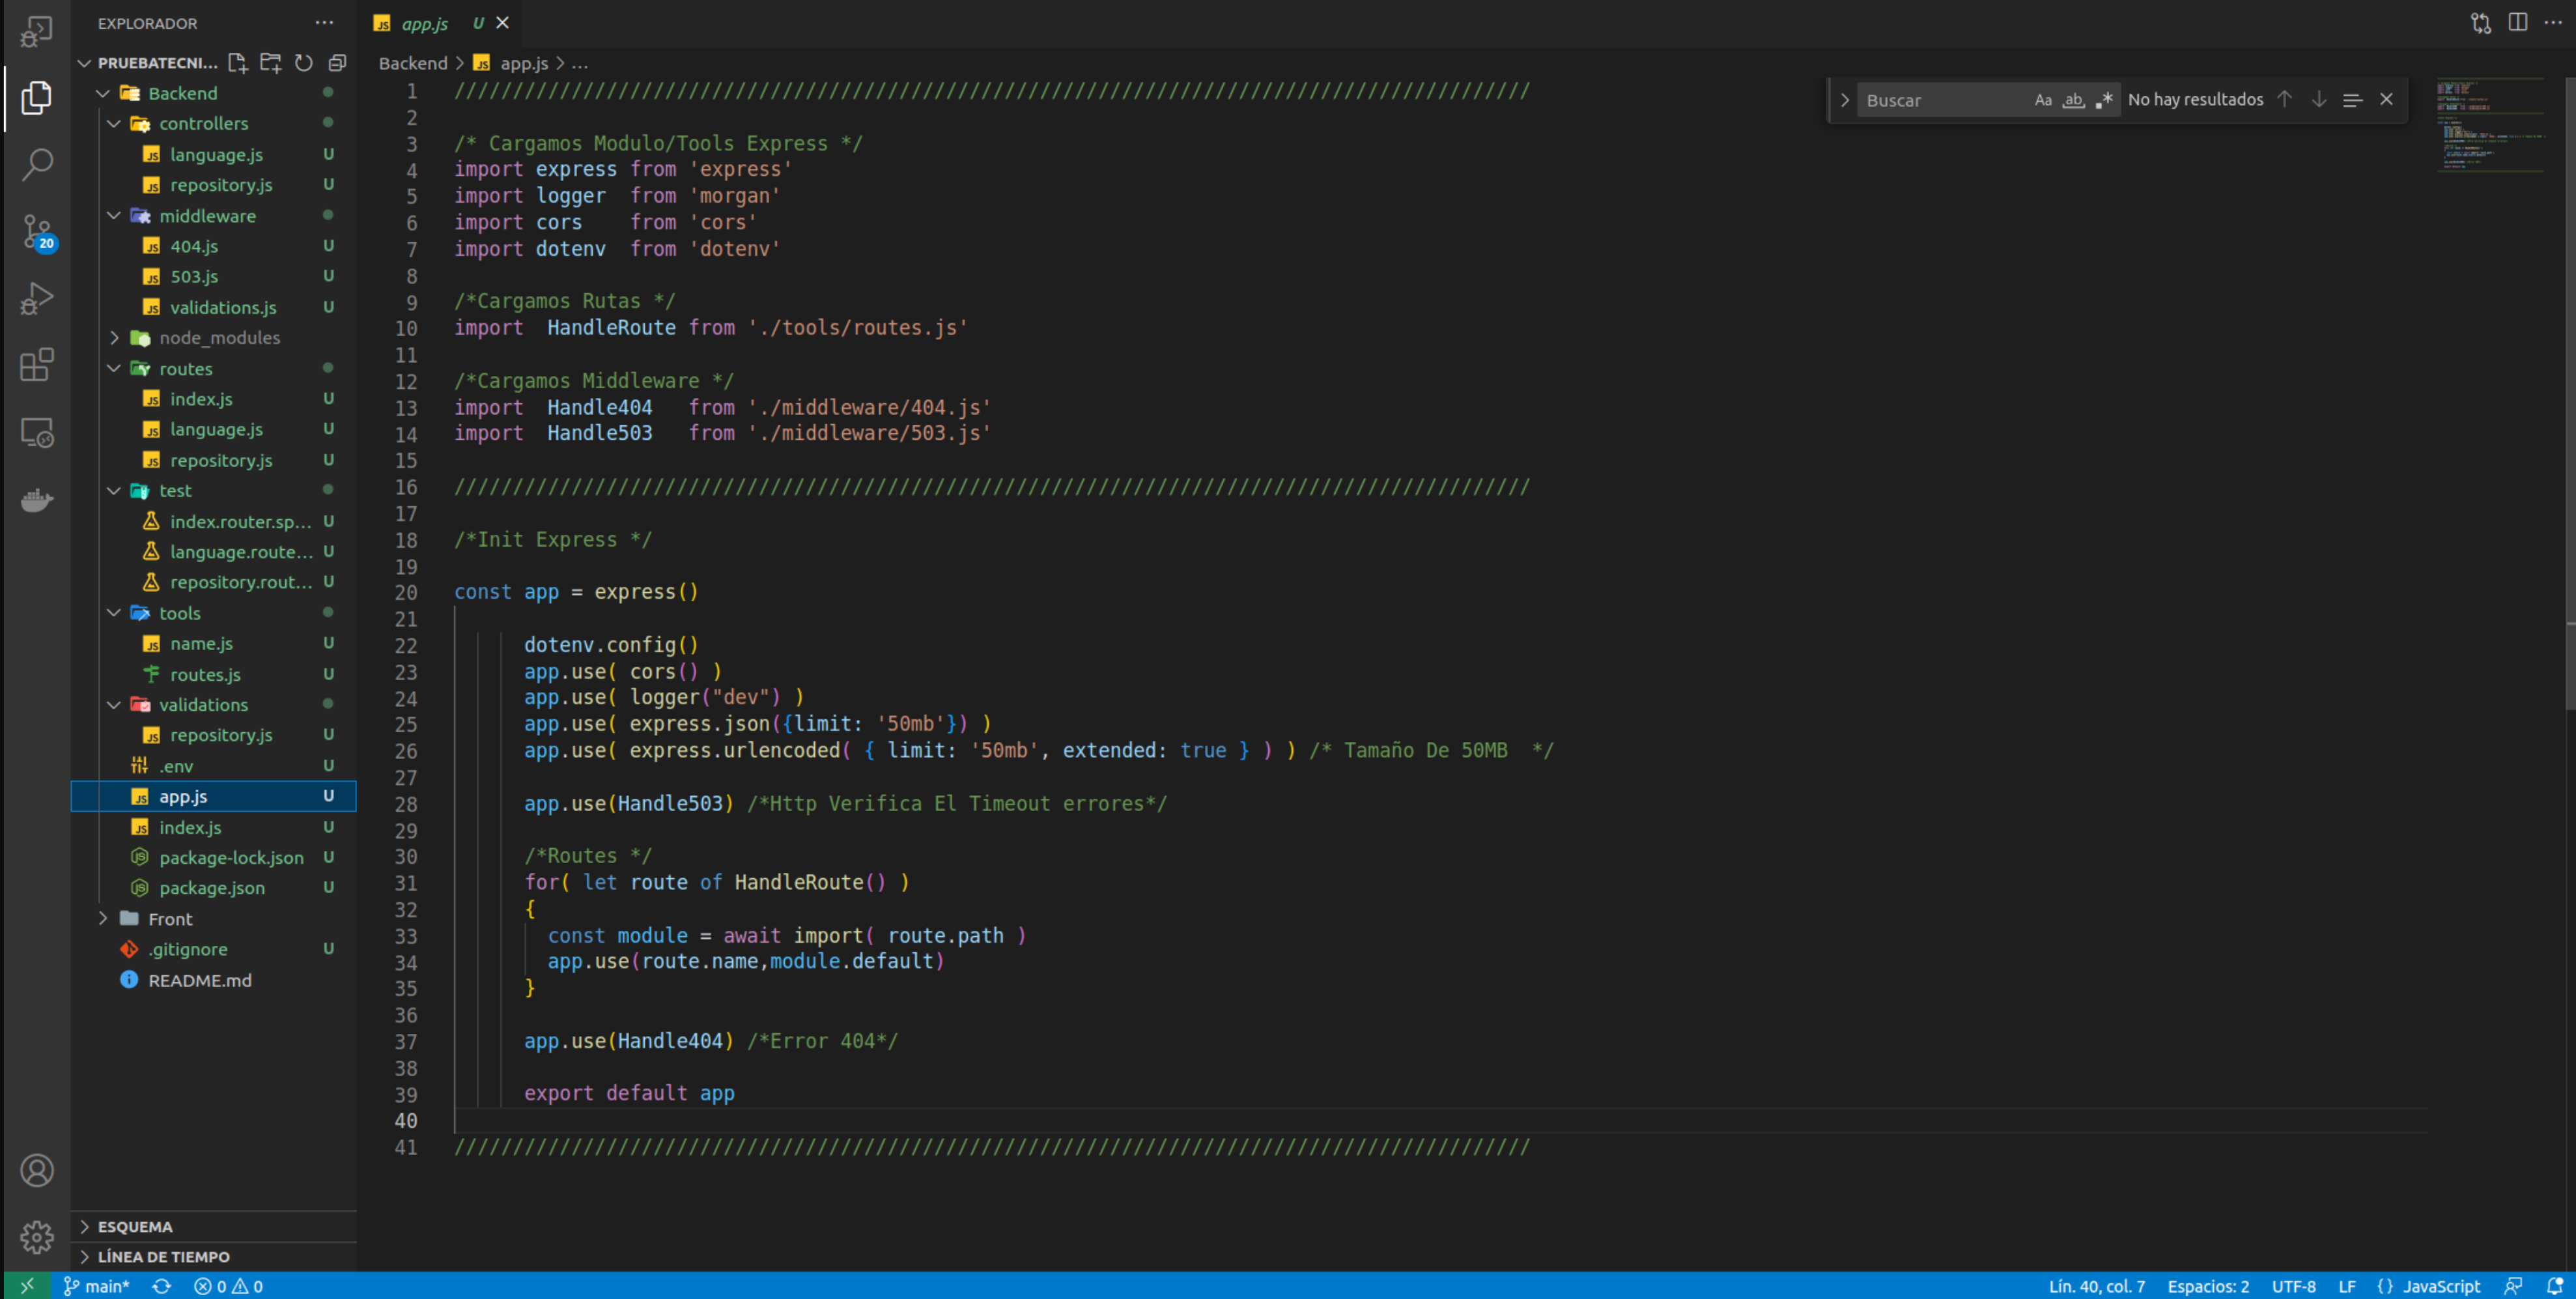 EXPLORADOR
PRUEBATECNI...
Backend
controllers
language.js U
repository.js U
middleware
404.js U
503.js U
validations.js U
node_modules
routes
index.js U
language.js U
repository.js U
test
index.router.sp... U
language.route... U
repository.rout... U
tools
name.js U
routes.js U
validations
repository.js U
.env U
app.js U
index.js U
package-lock.json U
package.json U
Front
.gitignore U
README.md
ESQUEMA
LÍNEA DE TIEMPO
20
app.js U
Backend > app.js > ...
Buscar Aa ab .* No hay resultados
1 ////////////////////////////////////////////////////////////////////////////////////////////
2
3 /* Cargamos Modulo/Tools Express */
4 import express from 'express'
5 import logger  from 'morgan'
6 import cors    from 'cors'
7 import dotenv  from 'dotenv'
8
9 /*Cargamos Rutas */
10 import  HandleRoute from './tools/routes.js'
11
12 /*Cargamos Middleware */
13 import  Handle404   from './middleware/404.js'
14 import  Handle503   from './middleware/503.js'
15
16 ////////////////////////////////////////////////////////////////////////////////////////////
17
18 /*Init Express */
19
20 const app = express()
21
22 dotenv.config()
23 app.use( cors() )
24 app.use( logger("dev") )
25 app.use( express.json({limit: '50mb'}) )
26 app.use( express.urlencoded( { limit: '50mb', extended: true } ) ) /* Tamaño De 50MB  */
27
28 app.use(Handle503) /*Http Verifica El Timeout errores*/
29
30 /*Routes */
31 for( let route of HandleRoute() )
32 {
33 const module = await import( route.path )
34 app.use(route.name,module.default)
35 }
36
37 app.use(Handle404) /*Error 404*/
38
39 export default app
40
41 ////////////////////////////////////////////////////////////////////////////////////////////
main* 0 0 Lín. 40, col. 7 Espacios: 2 UTF-8 LF {} JavaScript